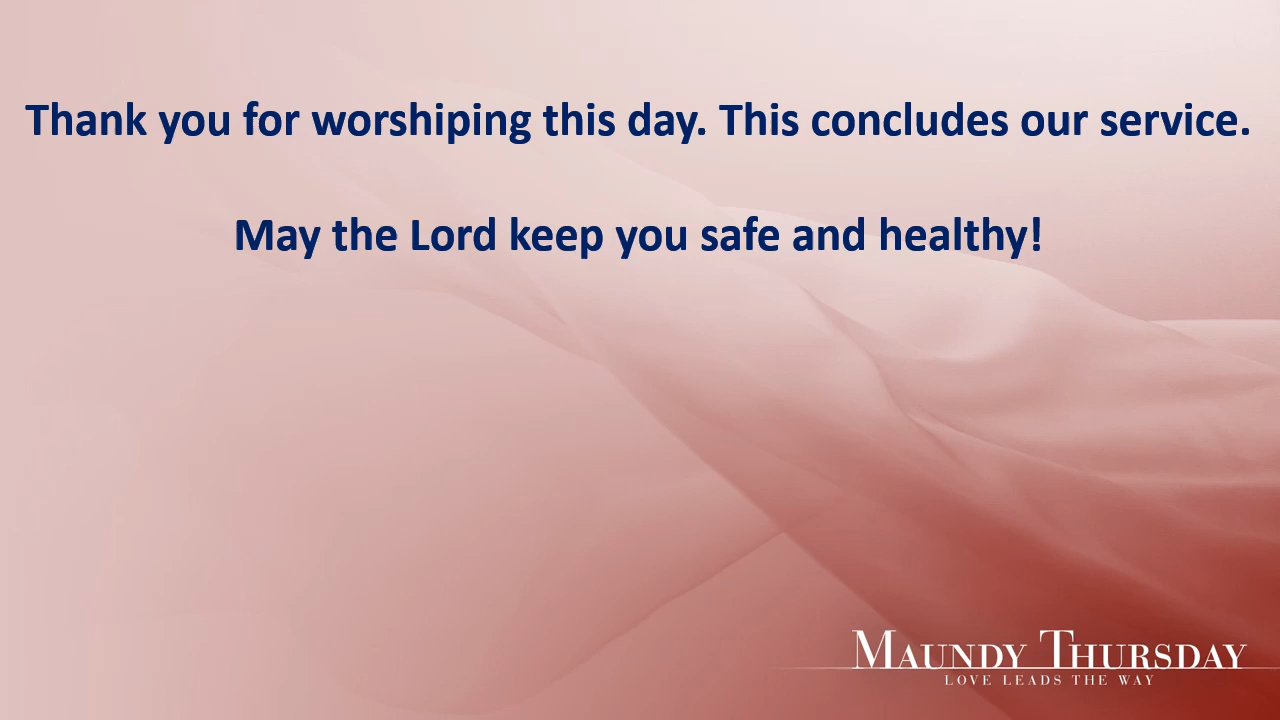 Thank you for worshiping this day. This concludes our service.
May the Lord keep you safe and healthy!
MAUNDY THURSDAY
LOVE LEADS THE WAY